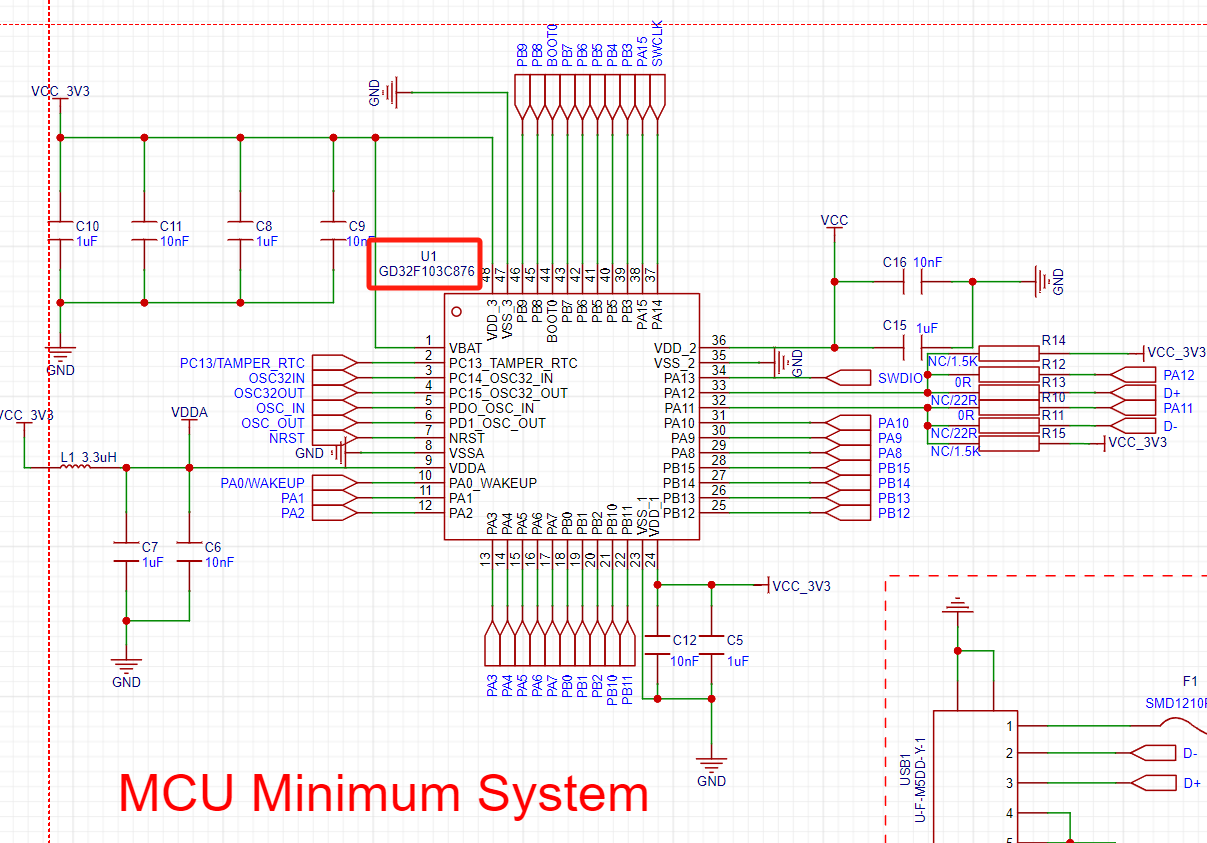 PB9
PB8
BOOT0
PB7
PB6
PB5
PB4
PB3
PA15
SWCLK
GND
VCC_3V3
C10
1uF
C11
10nF
C8
1uF
C9
10nF
U1
GD32F103C876
48
47
46
45
44
43
42
41
40
39
38
37
VDD_3
VSS_3
PB9
PB8
BOOT0
PB7
PB6
PB5
PB5
PB3
PA15
PA14
GND
VCC
C16 10nF
GND
C15 1uF
PC13/TAMPER_RTC
OSC32IN
OSC32OUT
OSC_IN
OSC_OUT
NRST
GND
PA0/WAKEUP
PA1
PA2
1
2
3
4
5
6
7
8
9
10
11
12
VBAT
PC13_TAMPER_RTC
PC14_OSC32_IN
PC15_OSC32_OUT
PDO_OSC_IN
PD1_OSC_OUT
NRST
VSSA
VDDA
PA0_WAKEUP
PA1
PA2
VDD_2
VSS_2
PA13
PA12
PA11
PA10
PA9
PA8
PB15
PB14
PB13
PB12
36
35
34
33
32
31
30
29
28
27
26
25
GND
SWDIO
PA10
PA9
PA8
PB15
PB14
PB13
PB12
R14
NC/1.5K
VCC_3V3
R12
0R
PA12
R13
NC/22R
D+
R10
0R
PA11
R11
NC/22R
D-
R15
NC/1.5K
VCC_3V3
VCC_3V3
VDDA
L1 3.3uH
C7
1uF
C6
10nF
GND
PA3
PA4
PA5
PA6
PA7
PB0
PB1
PB2
PB10
PB11
VSS_1
VDD_1
13
14
15
16
17
18
19
20
21
22
23
24
PA3
PA4
PA5
PA6
PA7
PB0
PB1
PB2
PB10
PB11
VCC_3V3
C12
10nF
C5
1uF
GND
MCU Minimum System
F1
SMD1210
USB1
U-F-M5DD-Y-1
1
2
3
4
5
D-
D+